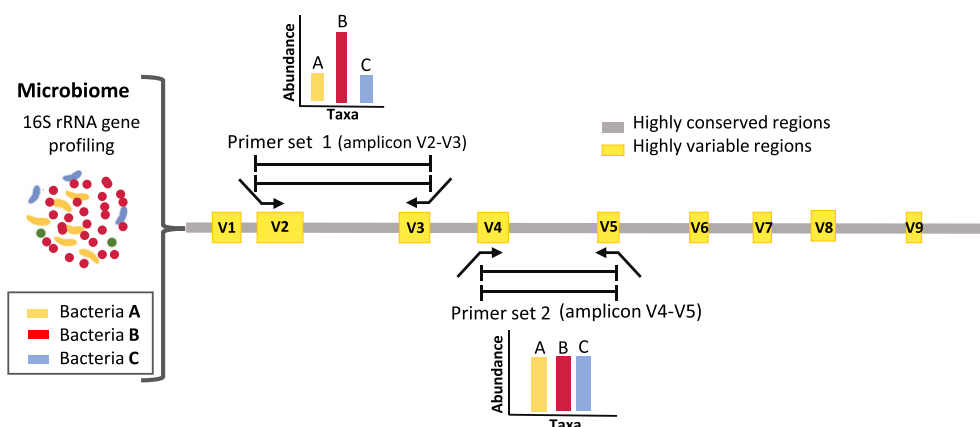 Microbiome
16S rRNA gene
profiling
Bacteria A
Bacteria B
Bacteria C
Abundance
A
B
C
Taxa
Primer set 1 (amplicon V2-V3)
Highly conserved regions
Highly variable regions
V1
V2
V3
V4
V5
V6
V7
V8
V9
Primer set 2 (amplicon V4-V5)
Abundance
A
B
C
Taxa